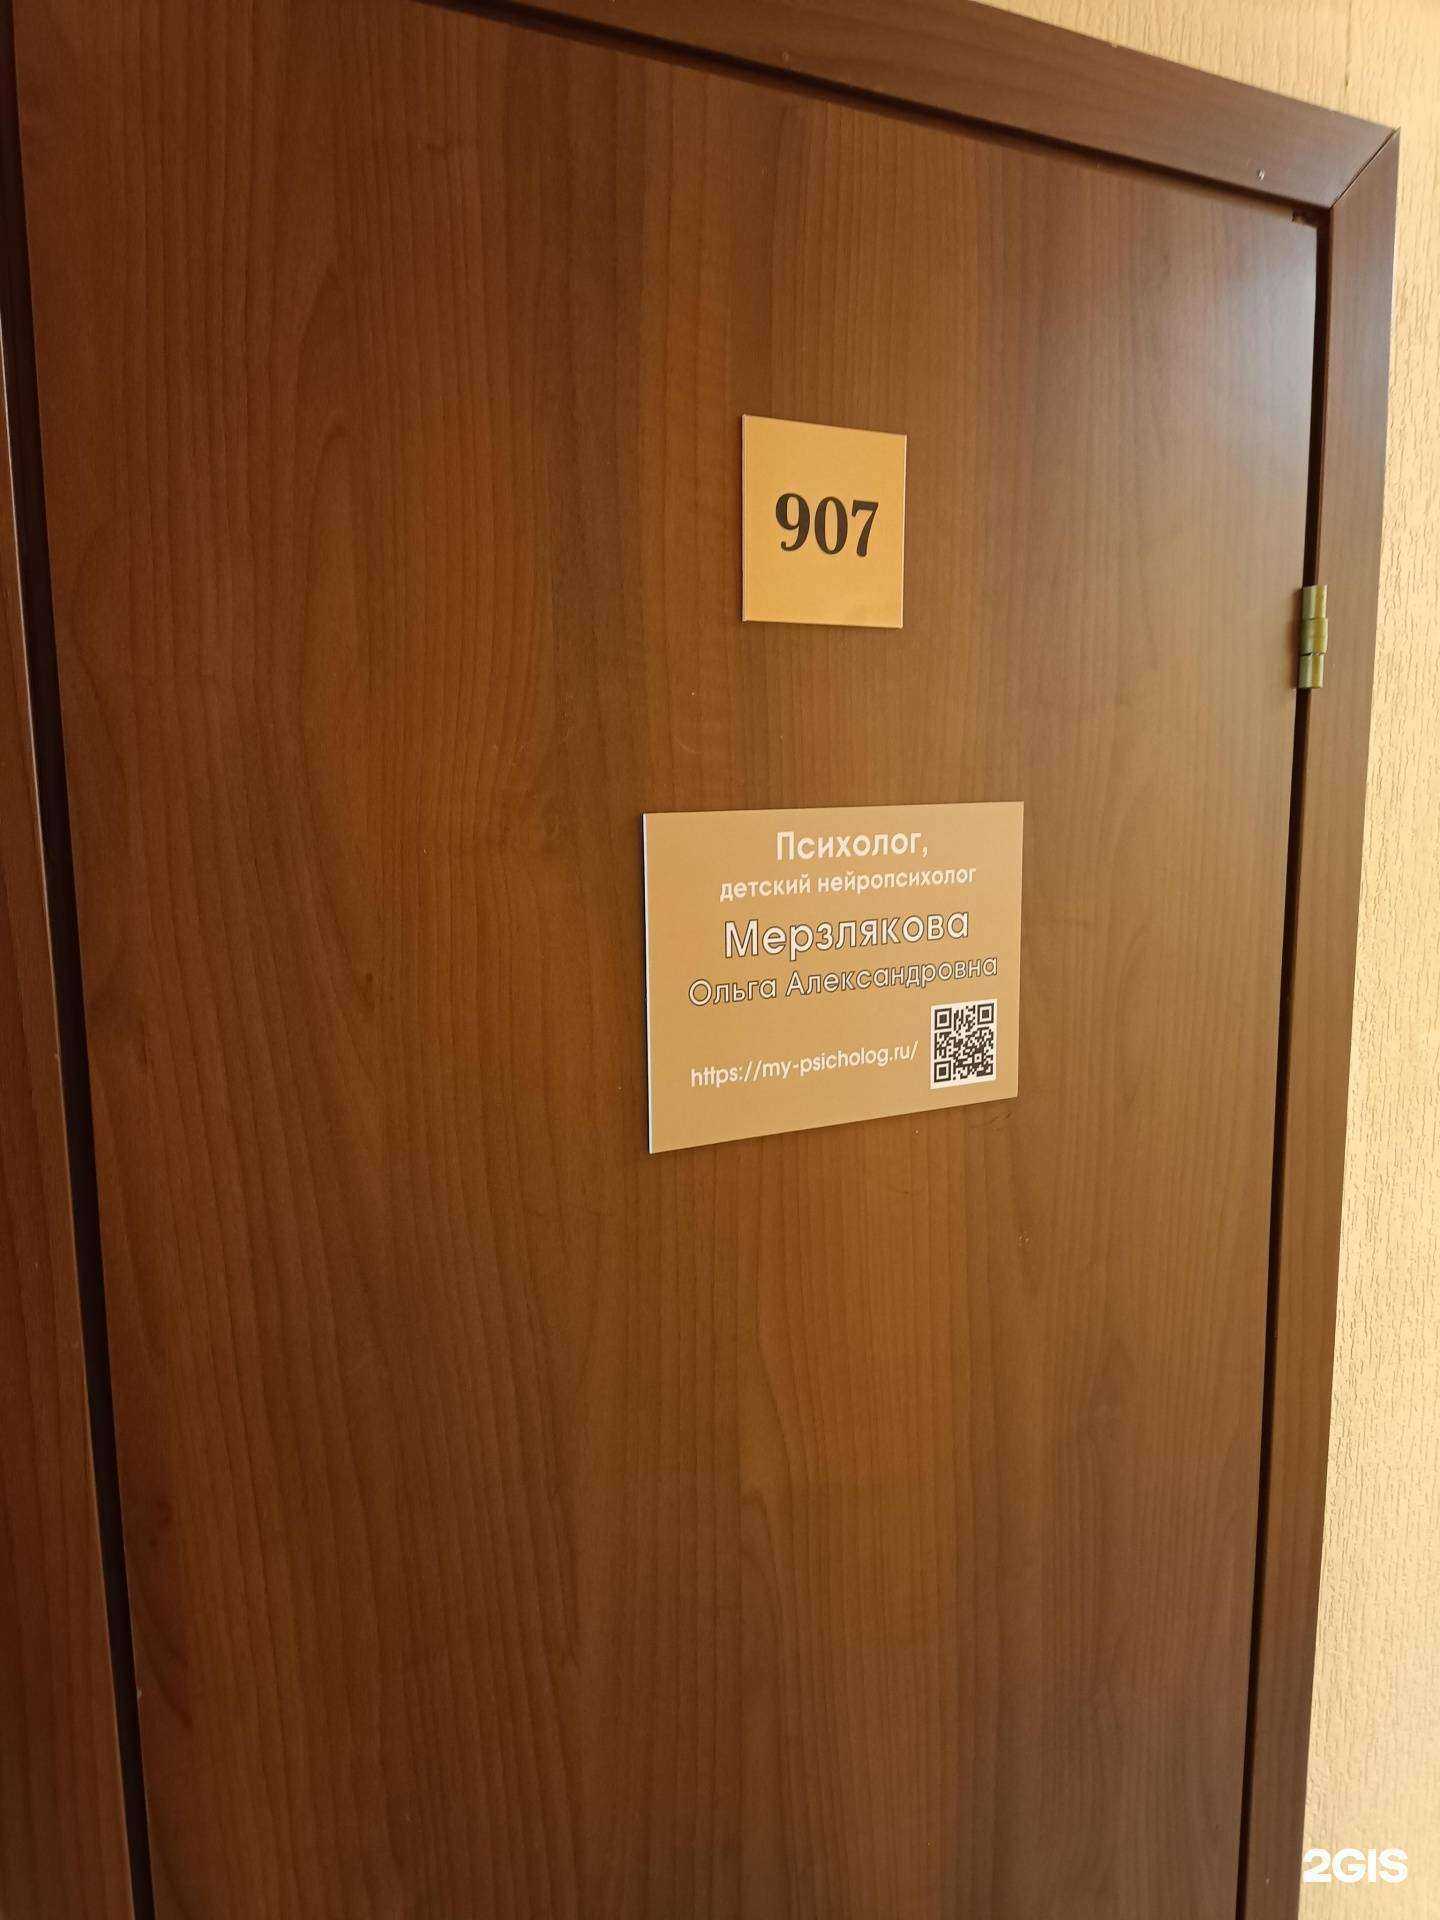 907
Психолог,
детский нейропсихолог
Мерзлякова
Ольга Александровна
https://my-psicholog.ru/
2GIS